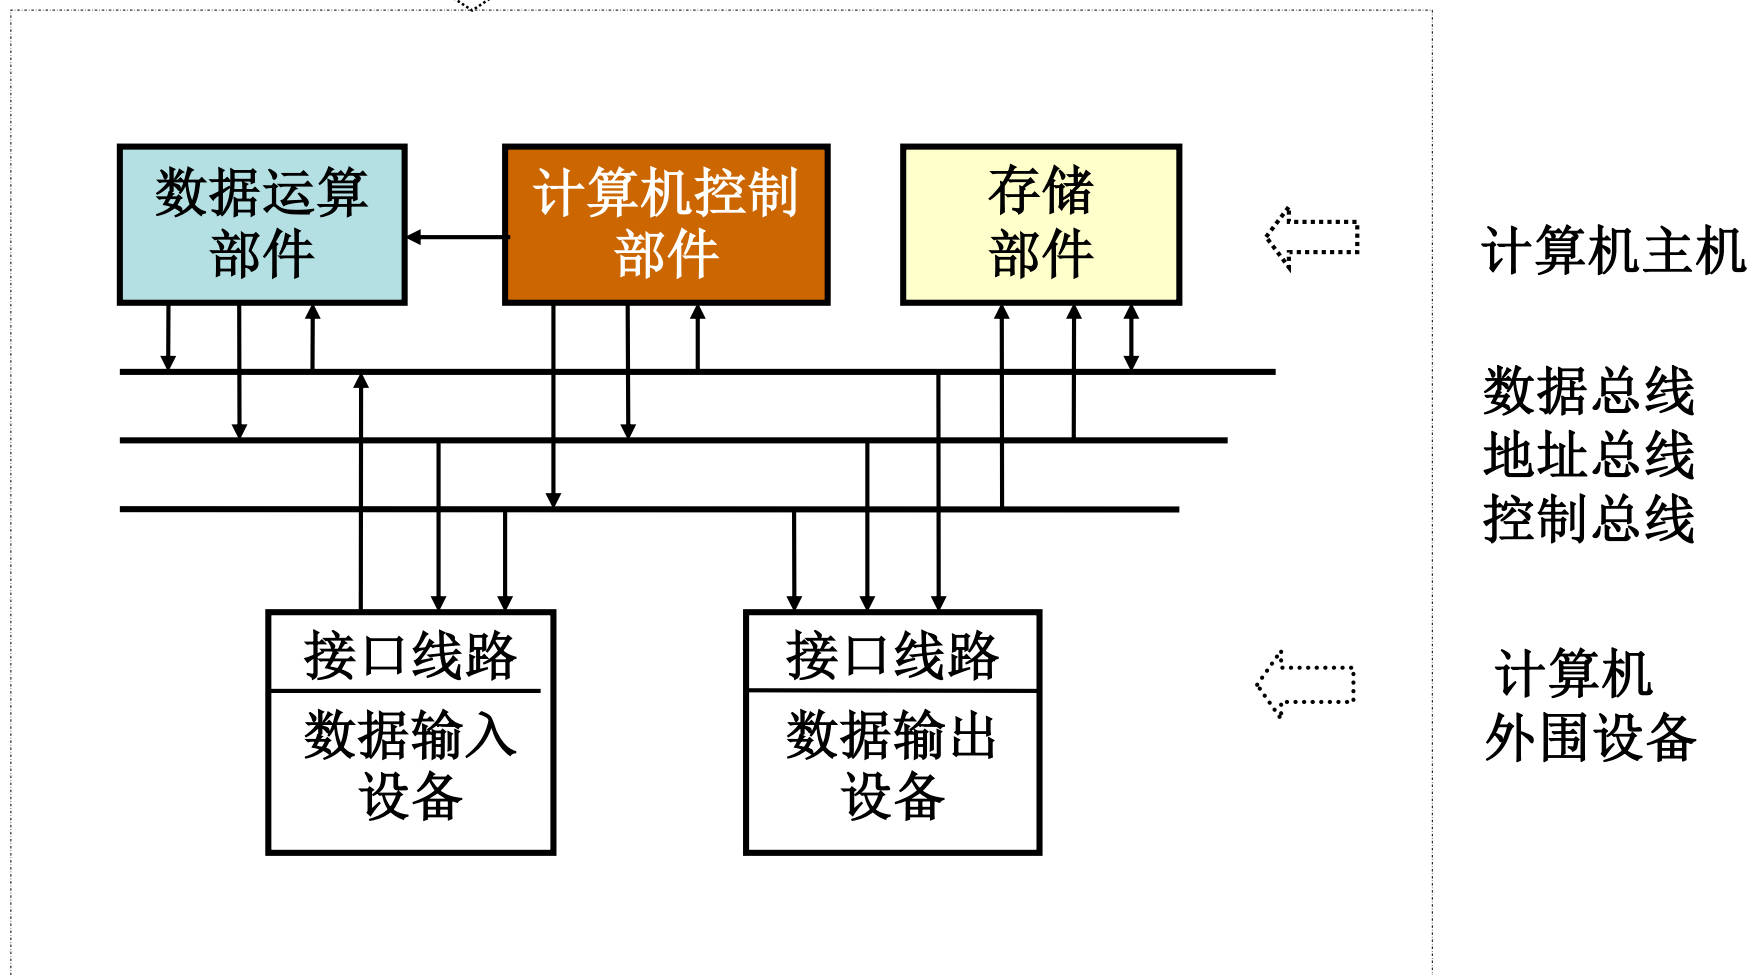 数据运算
部件
计算机控制
部件
存储
部件
计算机主机
数据总线
地址总线
控制总线
接口线路
数据输入
设备
接口线路
数据输出
设备
计算机
外围设备